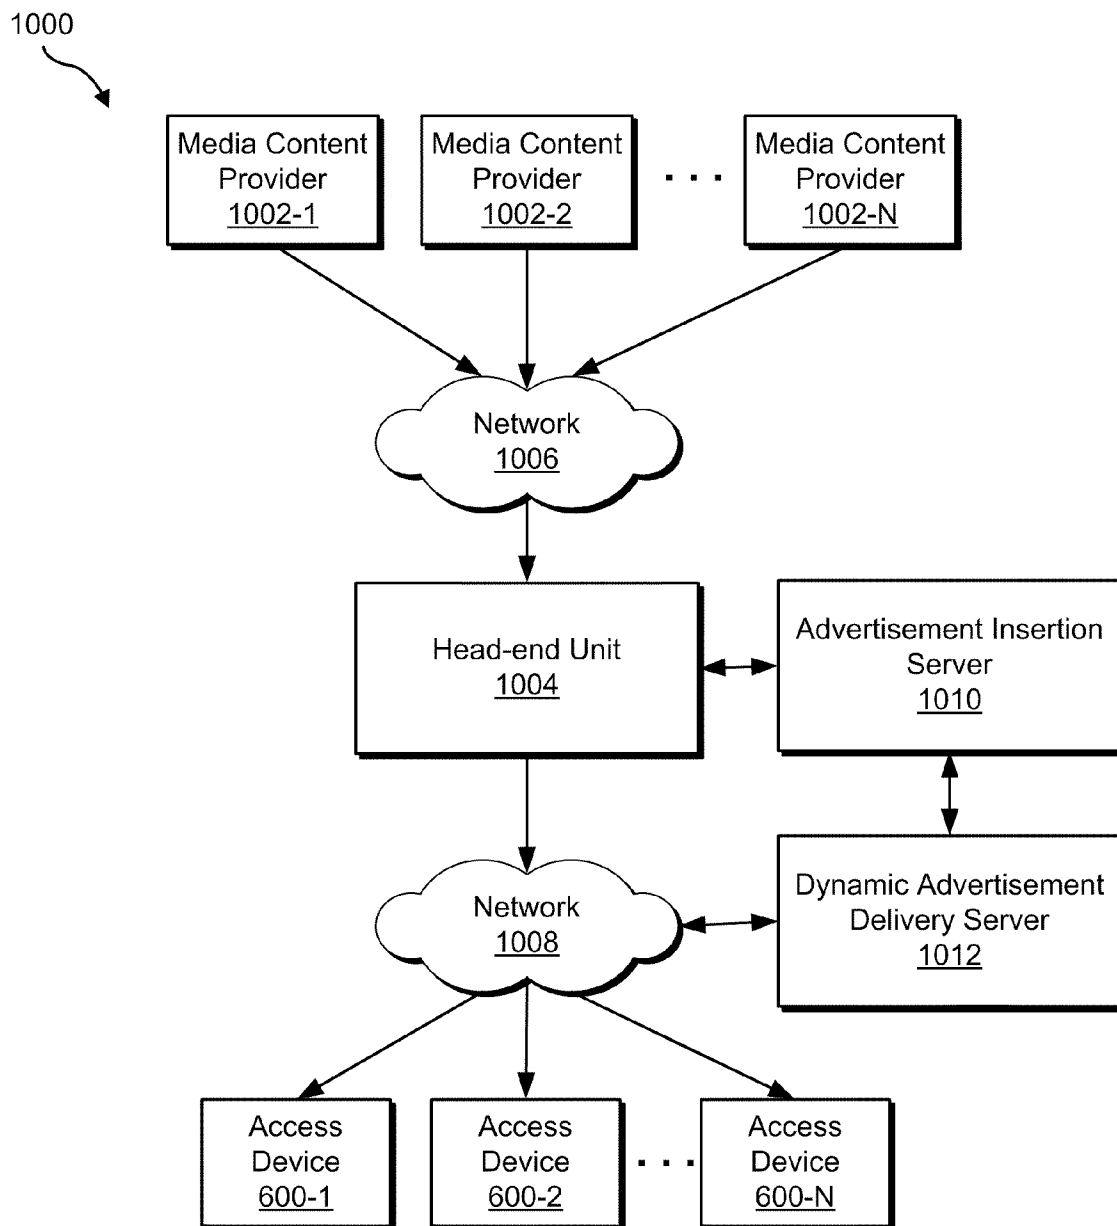 1000
Media Content
Provider
1002-1
Media Content
Provider
1002-2
. . .
Media Content
Provider
1002-N
Network
1006
Head-end Unit
1004
Advertisement Insertion
Server
1010
Network
1008
Dynamic Advertisement
Delivery Server
1012
Access
Device
600-1
Access
Device
600-2
. . .
Access
Device
600-N